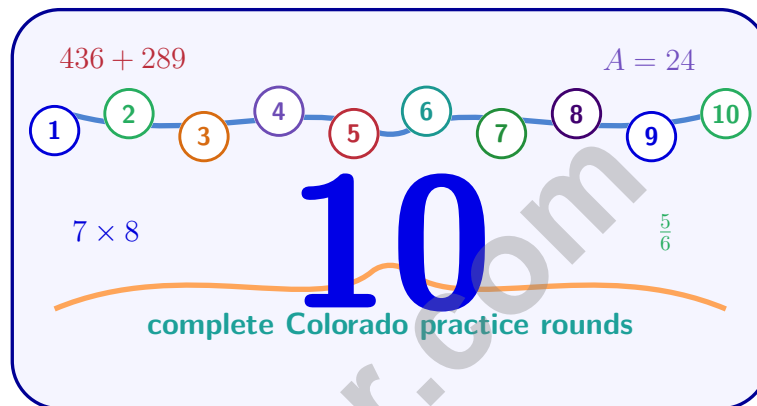 436 + 289
A = 24
1 2 3 4 5 6 7 8 9 10
10
7 × 8
5/6
complete Colorado practice rounds
r.com